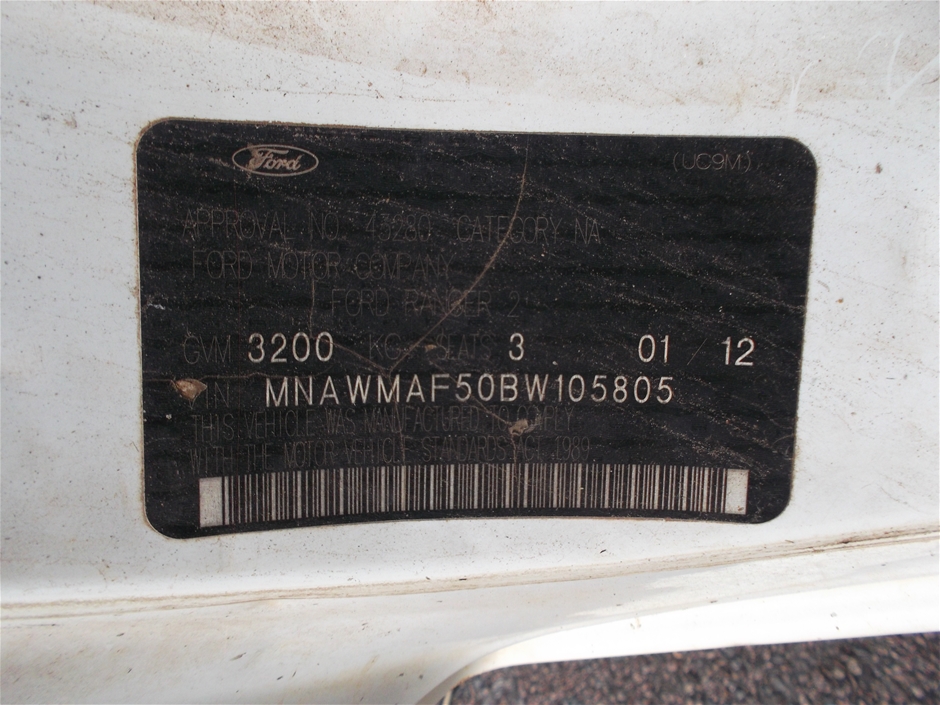 Ford (UC9M)
APPROVAL NO. 43280 CATEGORY NA
FORD MOTOR COMPANY
FORD RANGER 2
GVM 3200 KG SEATS 3 01 / 12
VIN MNAWMAF50BW105805
THIS VEHICLE WAS MANUFACTURED TO COMPLY
WITH THE MOTOR VEHICLE STANDARDS ACT 1989